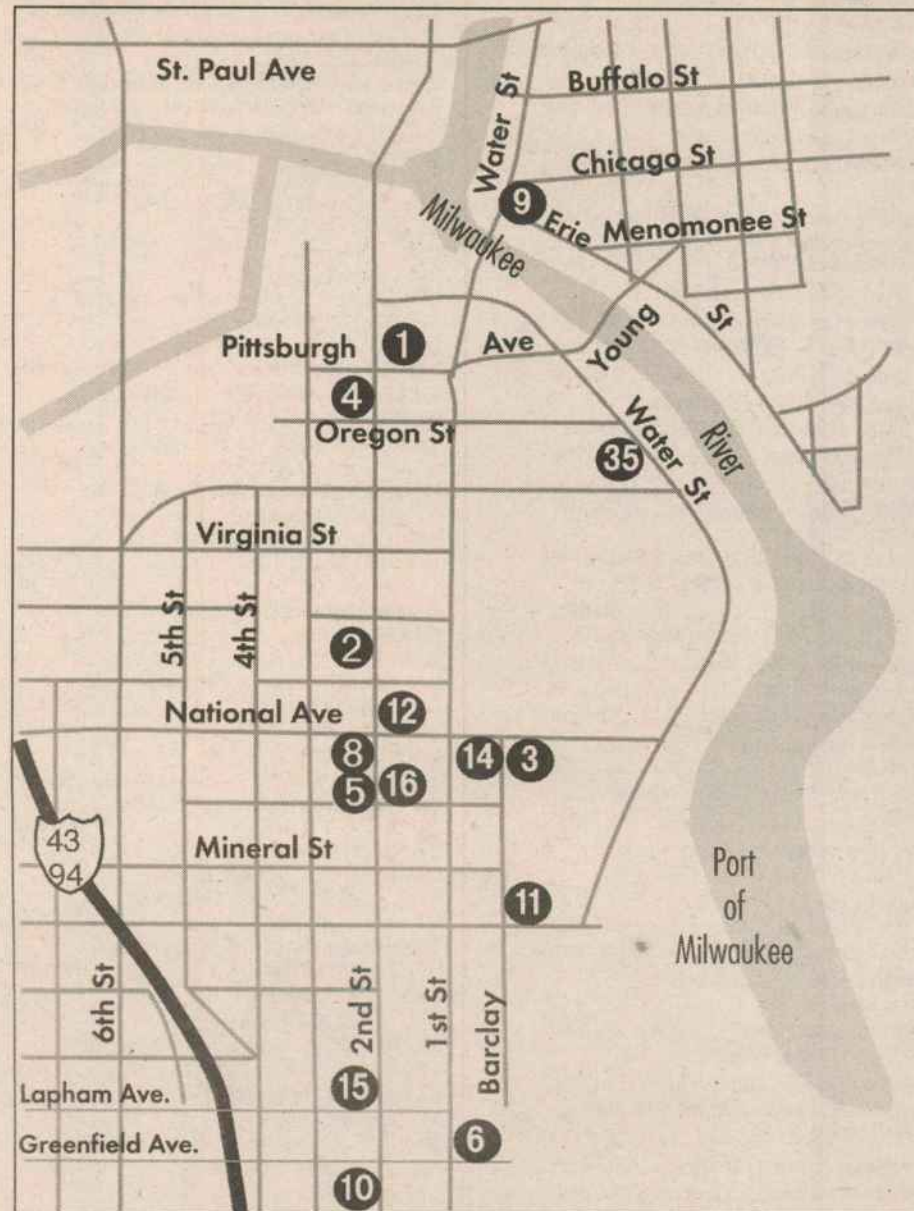 St. Paul Ave
Buffalo St
Water St
Chicago St
9
Erie
Menomonee St
Milwaukee
St
Pittsburgh
1
Ave
Young
4
Oregon St
Water St
River
35
Virginia St
5th St
4th St
2
National Ave
12
8
14
3
5
16
43
94
Mineral St
Port
of
Milwaukee
11
6th St
2nd St
1st St
Barclay
15
Lapham Ave.
6
Greenfield Ave.
10